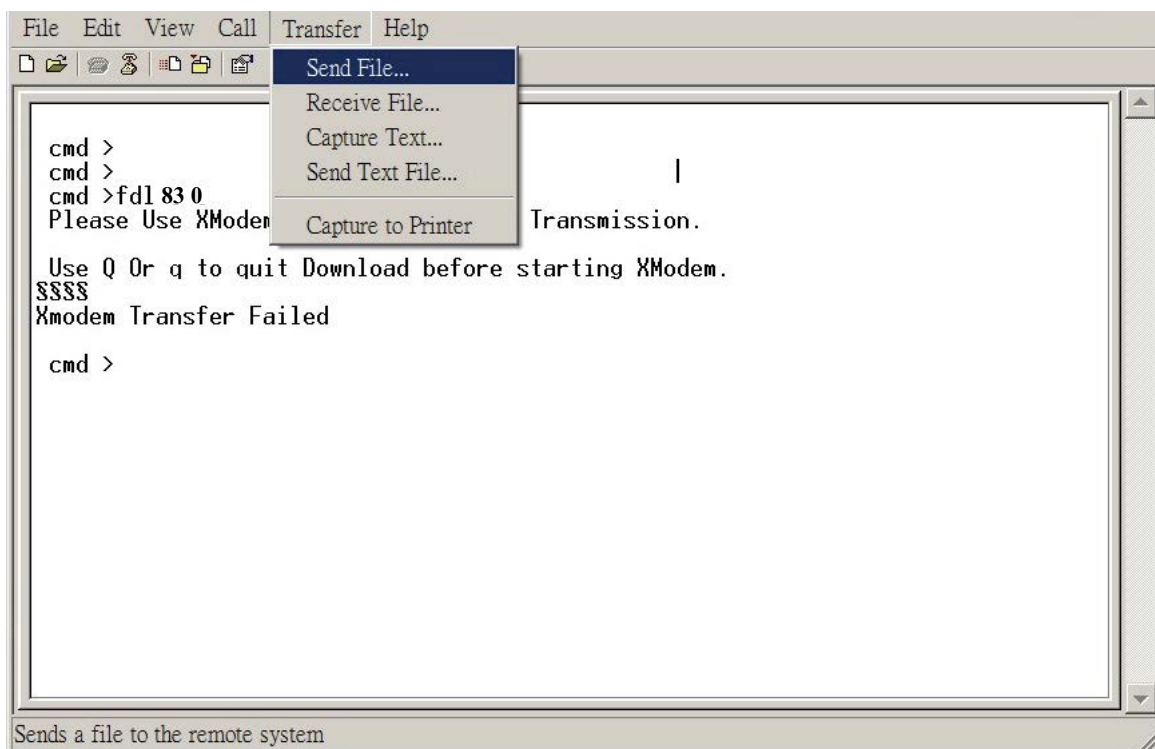 File Edit View Call Transfer Help
Send File...
Receive File...
Capture Text...
Send Text File...
Capture to Printer
cmd >
cmd >
cmd >fdl 83 0
Please Use XModem Transmission.
Use Q Or q to quit Download before starting XModem.
§§§§
Xmodem Transfer Failed
cmd >
Sends a file to the remote system